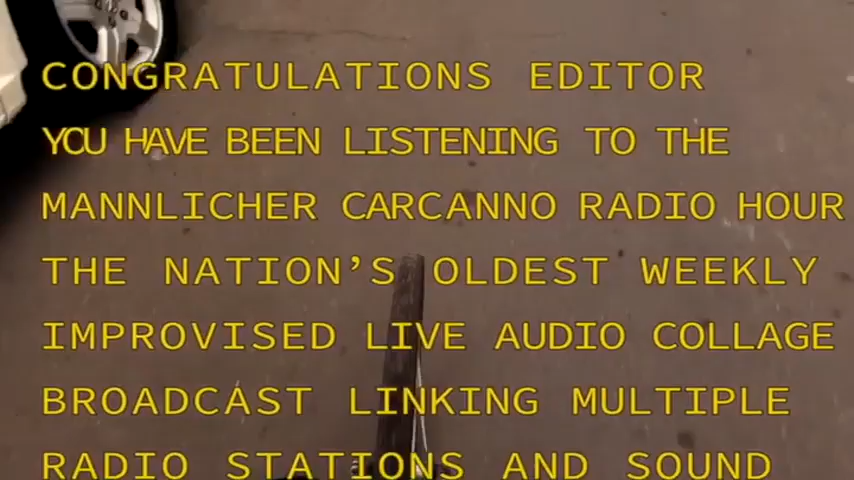 CONGRATULATIONS EDITOR
YOU HAVE BEEN LISTENING TO THE
MANNLICHER CARCANNO RADIO HOUR
THE NATION’S OLDEST WEEKLY
IMPROVISED LIVE AUDIO COLLAGE
BROADCAST LINKING MULTIPLE
RADIO STATIONS AND SOUND